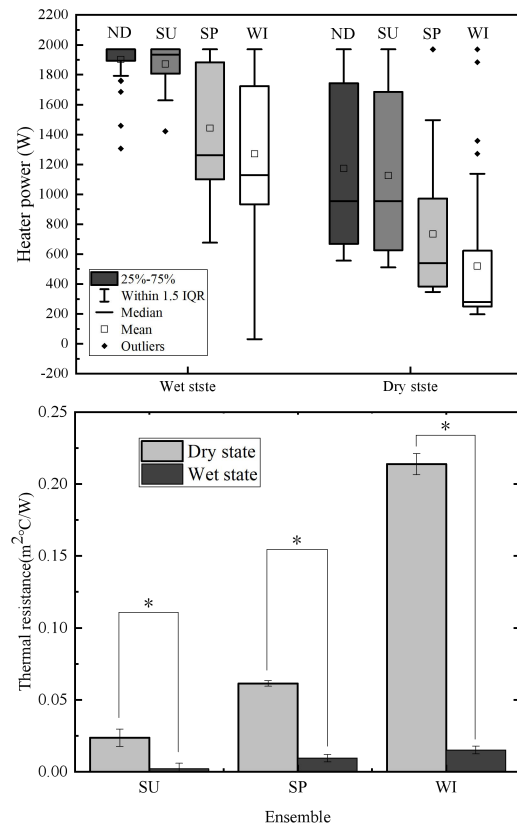 2200
2000
1800
1600
1400
1200
1000
800
600
400
200
0
-200
Heater power (W)
ND SU SP WI ND SU SP WI
25%-75%
Within 1.5 IQR
Median
Mean
Outliers
Wet stste Dry stste
0.25
0.20
0.15
0.10
0.05
0.00
Thermal resistance(m²°C/W)
Dry state
Wet state
* * *
SU SP WI
Ensemble